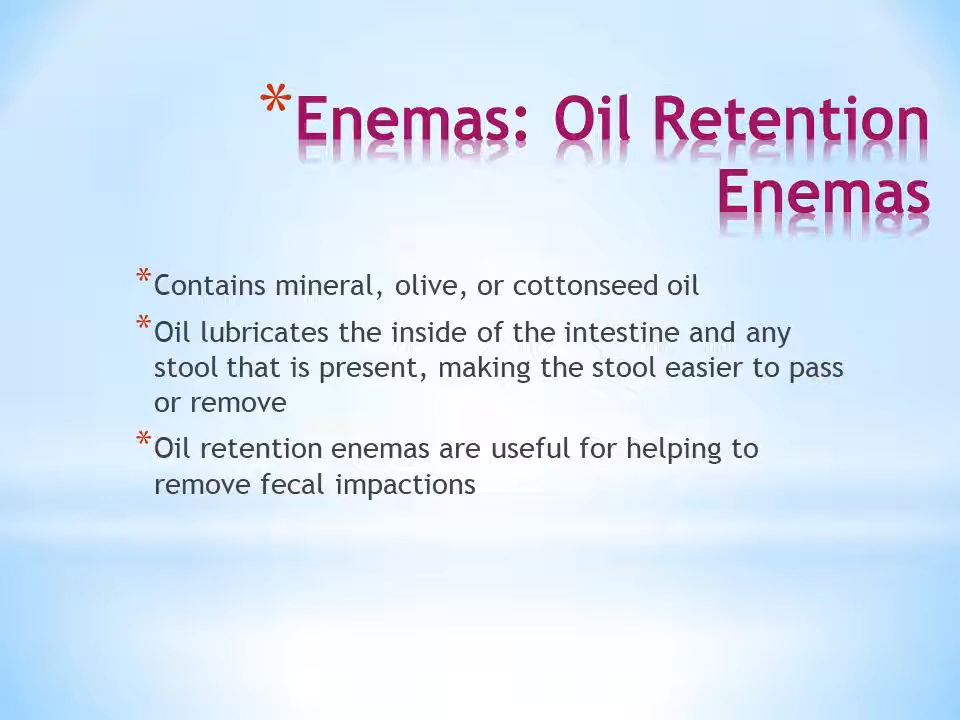 *Enemas: Oil Retention
Enemas
*Contains mineral, olive, or cottonseed oil
*Oil lubricates the inside of the intestine and any
stool that is present, making the stool easier to pass
or remove
*Oil retention enemas are useful for helping to
remove fecal impactions